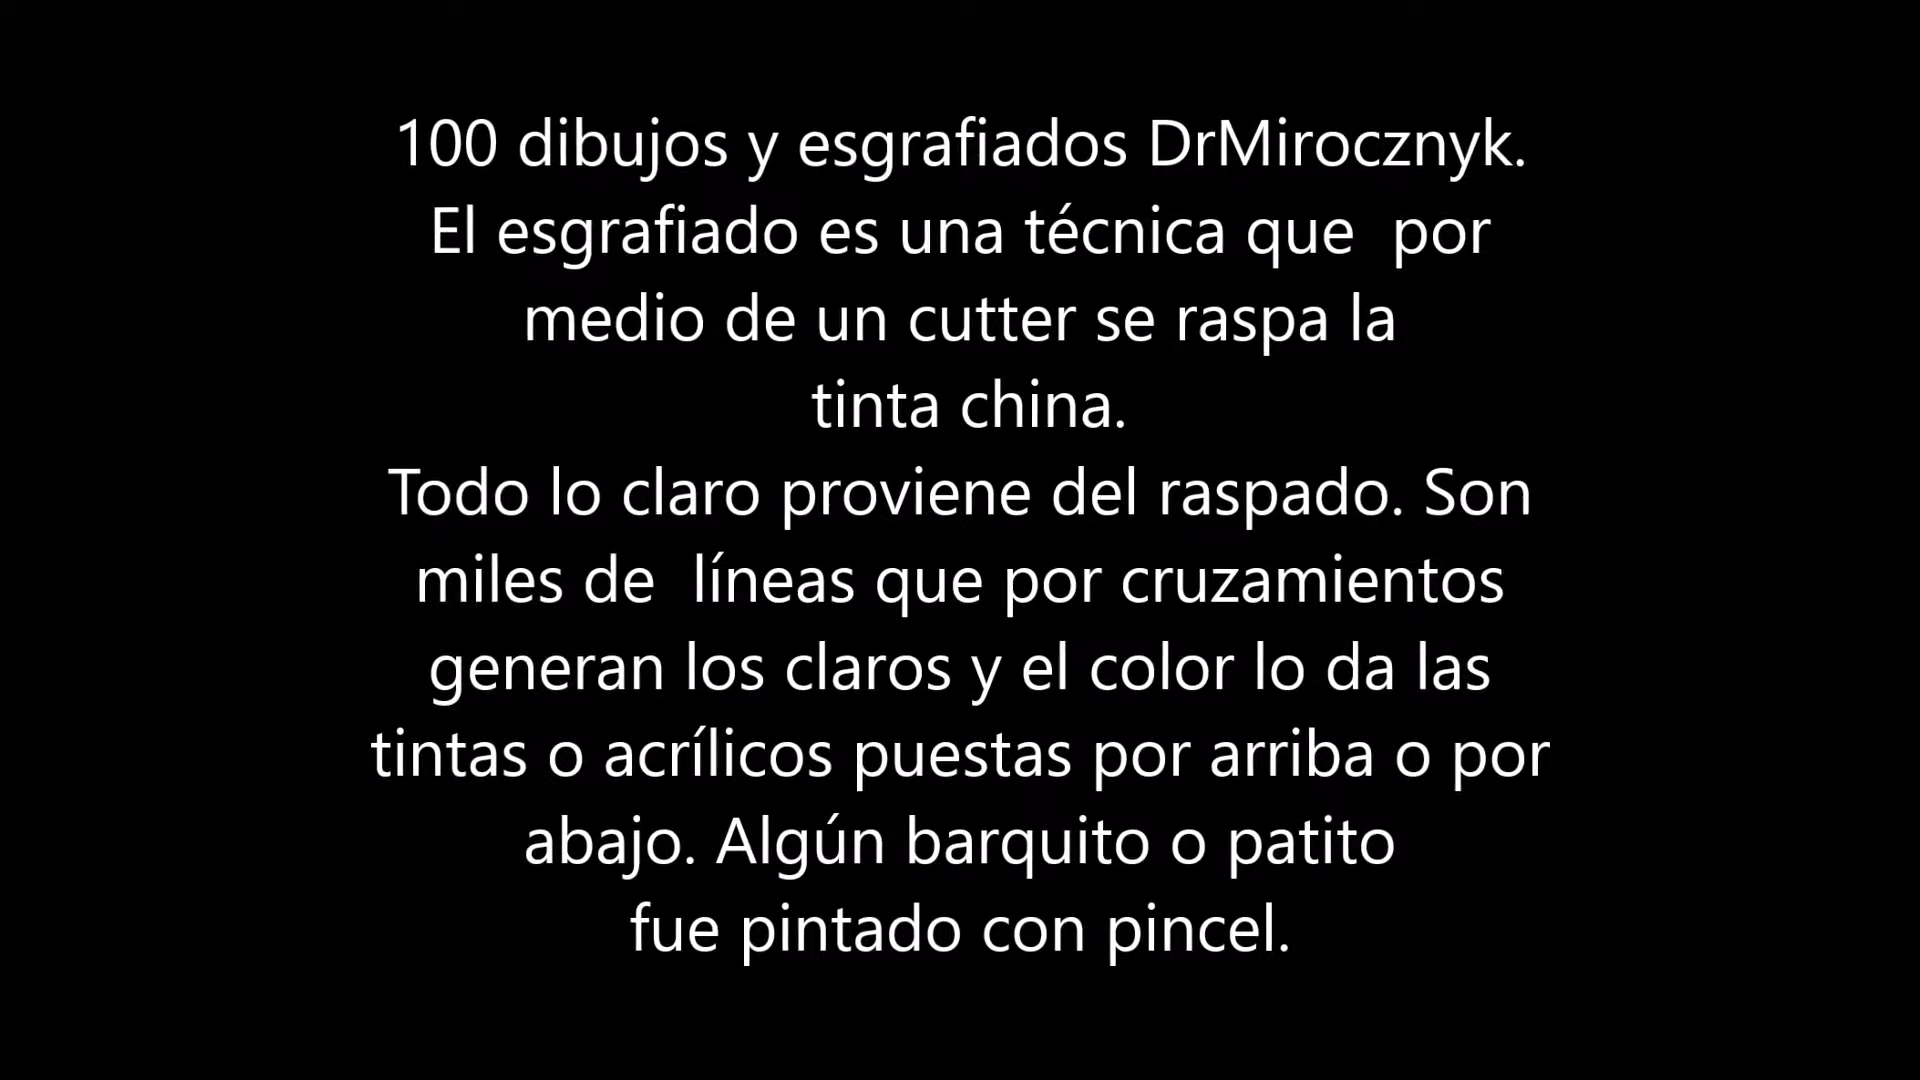 100 dibujos y esgrafiados DrMirocznyk.
El esgrafiado es una técnica que  por
medio de un cutter se raspa la
tinta china.
Todo lo claro proviene del raspado. Son
miles de  líneas que por cruzamientos
generan los claros y el color lo da las
tintas o acrílicos puestas por arriba o por
abajo. Algún barquito o patito
fue pintado con pincel.